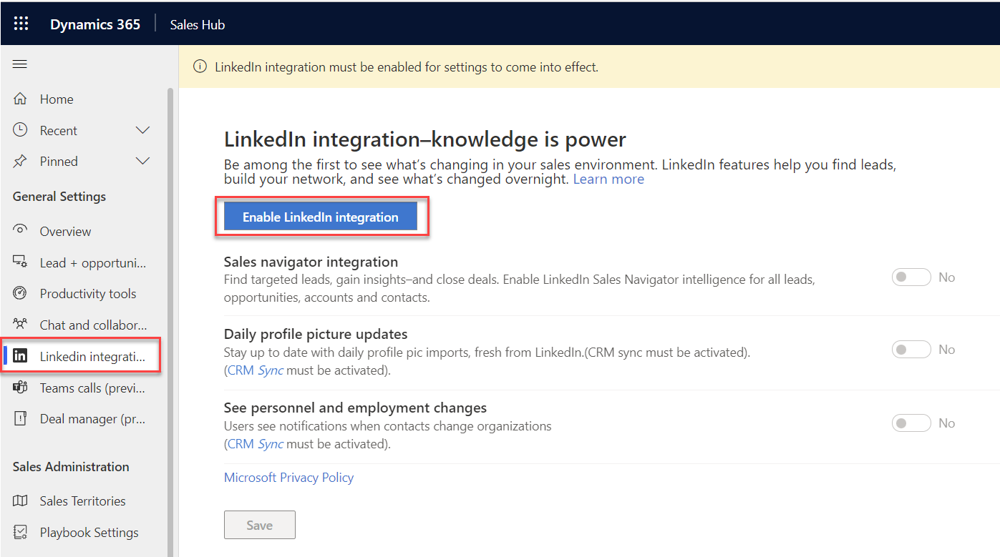 Dynamics 365
Sales Hub
LinkedIn integration must be enabled for settings to come into effect.
Home
Recent
Pinned
General Settings
Overview
Lead + opportuni...
Productivity tools
Chat and collabor...
in
Linkedin integrati...
Teams calls (previ...
Deal manager (pr...
Sales Administration
Sales Territories
Playbook Settings
LinkedIn integration–knowledge is power
Be among the first to see what's changing in your sales environment. LinkedIn features help you find leads,
build your network, and see what's changed overnight. Learn more
Enable LinkedIn integration
Sales navigator integration
Find targeted leads, gain insights–and close deals. Enable LinkedIn Sales Navigator intelligence for all leads,
opportunities, accounts and contacts.
No
Daily profile picture updates
Stay up to date with daily profile pic imports, fresh from LinkedIn.(CRM sync must be activated).
(CRM Sync must be activated).
No
See personnel and employment changes
Users see notifications when contacts change organizations
(CRM Sync must be activated).
No
Microsoft Privacy Policy
Save